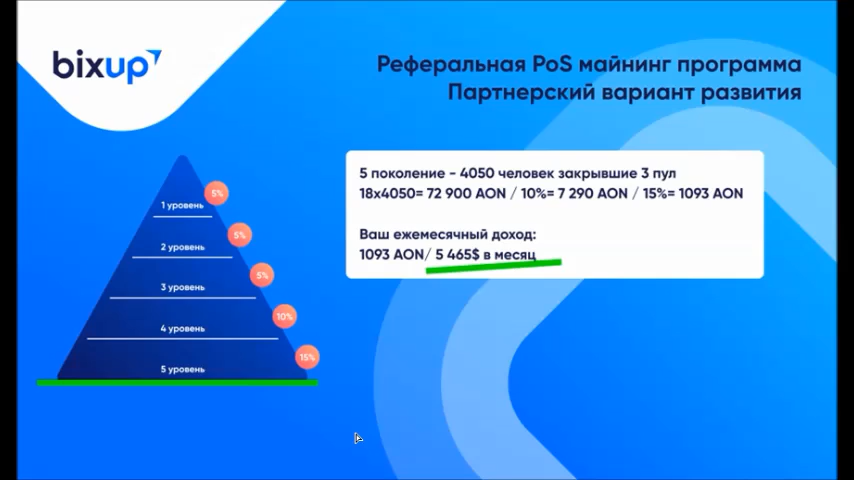 bixup
Реферальная PoS майнинг программа
Партнерский вариант развития
5 поколение - 4050 человек закрывшие 3 пул
18x4050= 72 900 AON / 10%= 7 290 AON / 15%= 1093 AON
Ваш ежемесячный доход:
1093 AON/ 5 465$ в месяц
5%
1 уровень
5%
2 уровень
5%
3 уровень
10%
4 уровень
15%
5 уровень